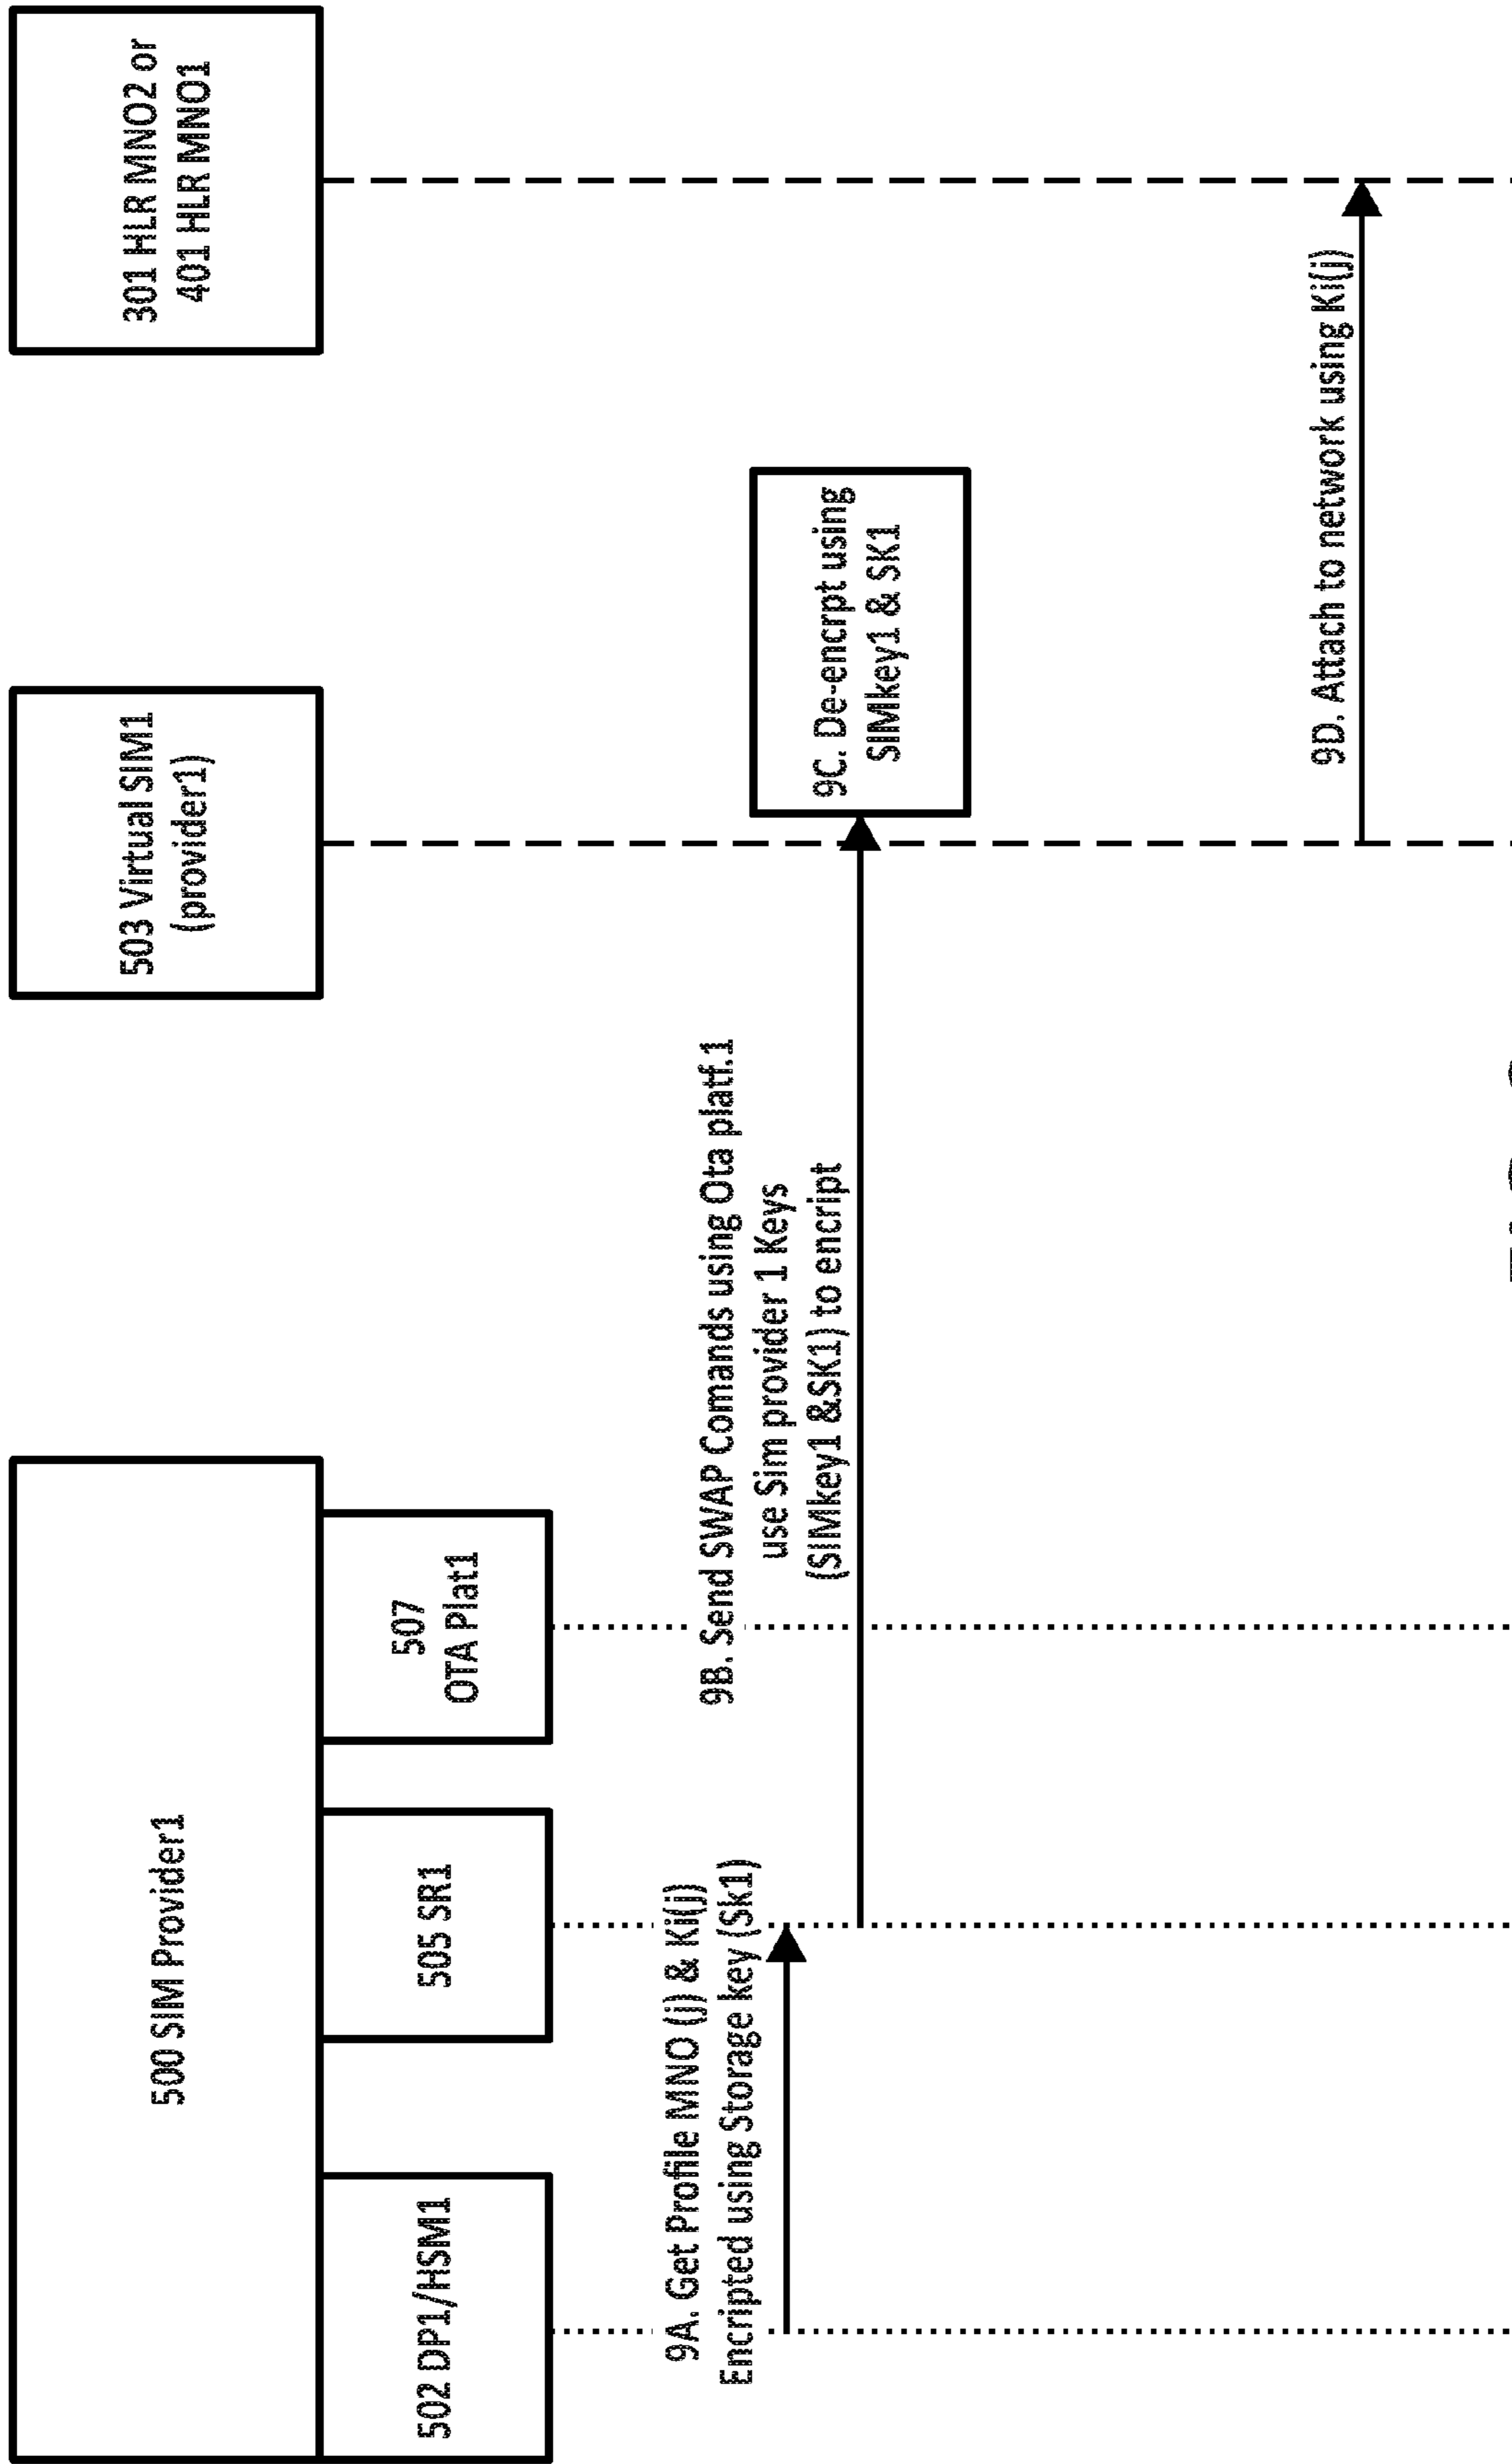 500 SIM Provider1
502 DP1/HSM1
505 SR1
507
OTA Plat1
503 Virtual SIM1
(provider1)
301 HLR MNO2 or
401 HLR MNO1
9A. Get Profile MNO (j) & Ki(j)
Encripted using Storage key (Sk1)
9B. Send SWAP Comands using Ota platf.1
use Sim provider 1 Keys
(SIMkey1 &SK1) to encript
9C. De-encrpt using
SIMkey1 & SK1
9D. Attach to network using Ki(j)